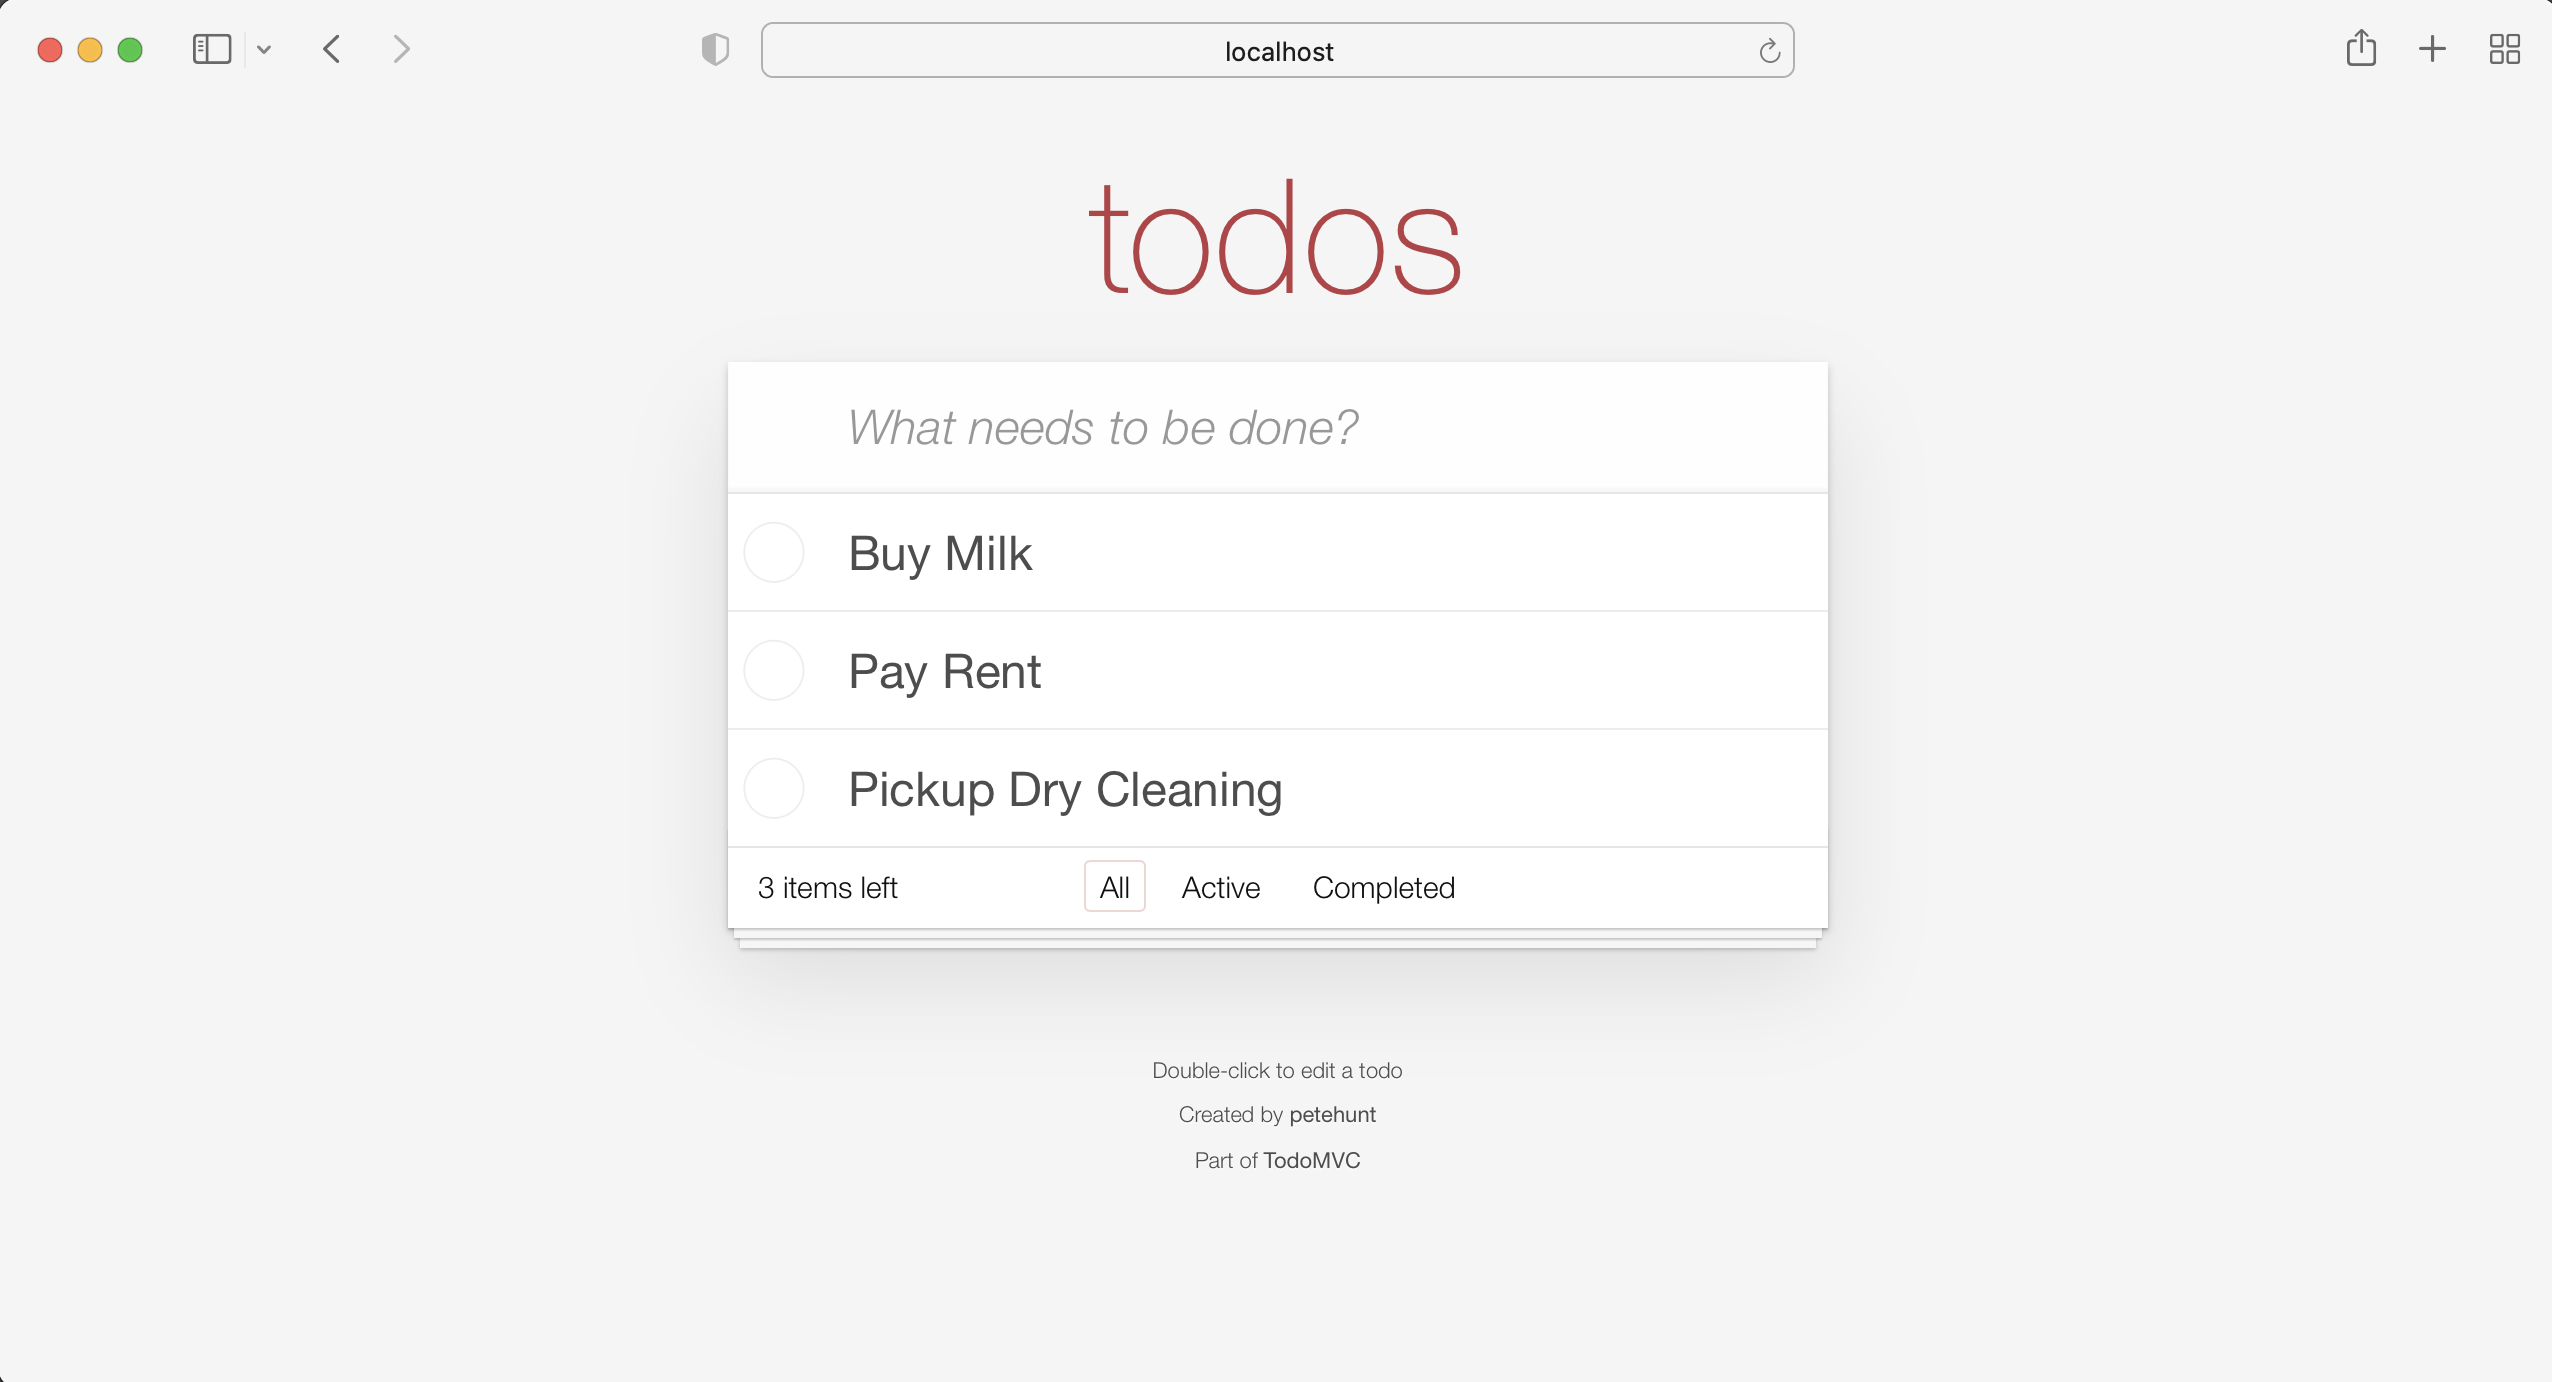 localhost
todos
What needs to be done?
Buy Milk
Pay Rent
Pickup Dry Cleaning
3 items left All Active Completed
Double-click to edit a todo
Created by petehunt
Part of TodoMVC